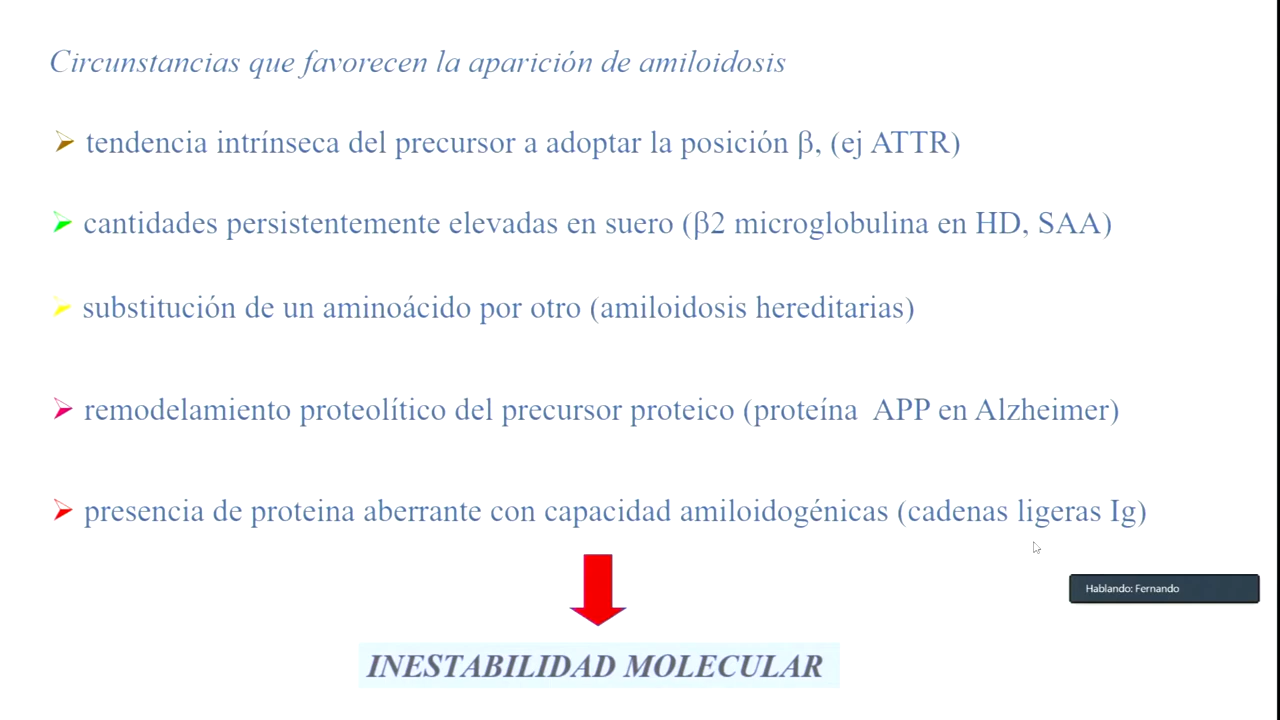 Circunstancias que favorecen la aparición de amiloidosis
tendencia intrínseca del precursor a adoptar la posición β, (ej ATTR)
cantidades persistentemente elevadas en suero (β2 microglobulina en HD, SAA)
substitución de un aminoácido por otro (amiloidosis hereditarias)
remodelamiento proteolítico del precursor proteico (proteína APP en Alzheimer)
presencia de proteina aberrante con capacidad amiloidogénicas (cadenas ligeras Ig)
Hablando: Fernando
INESTABILIDAD MOLECULAR